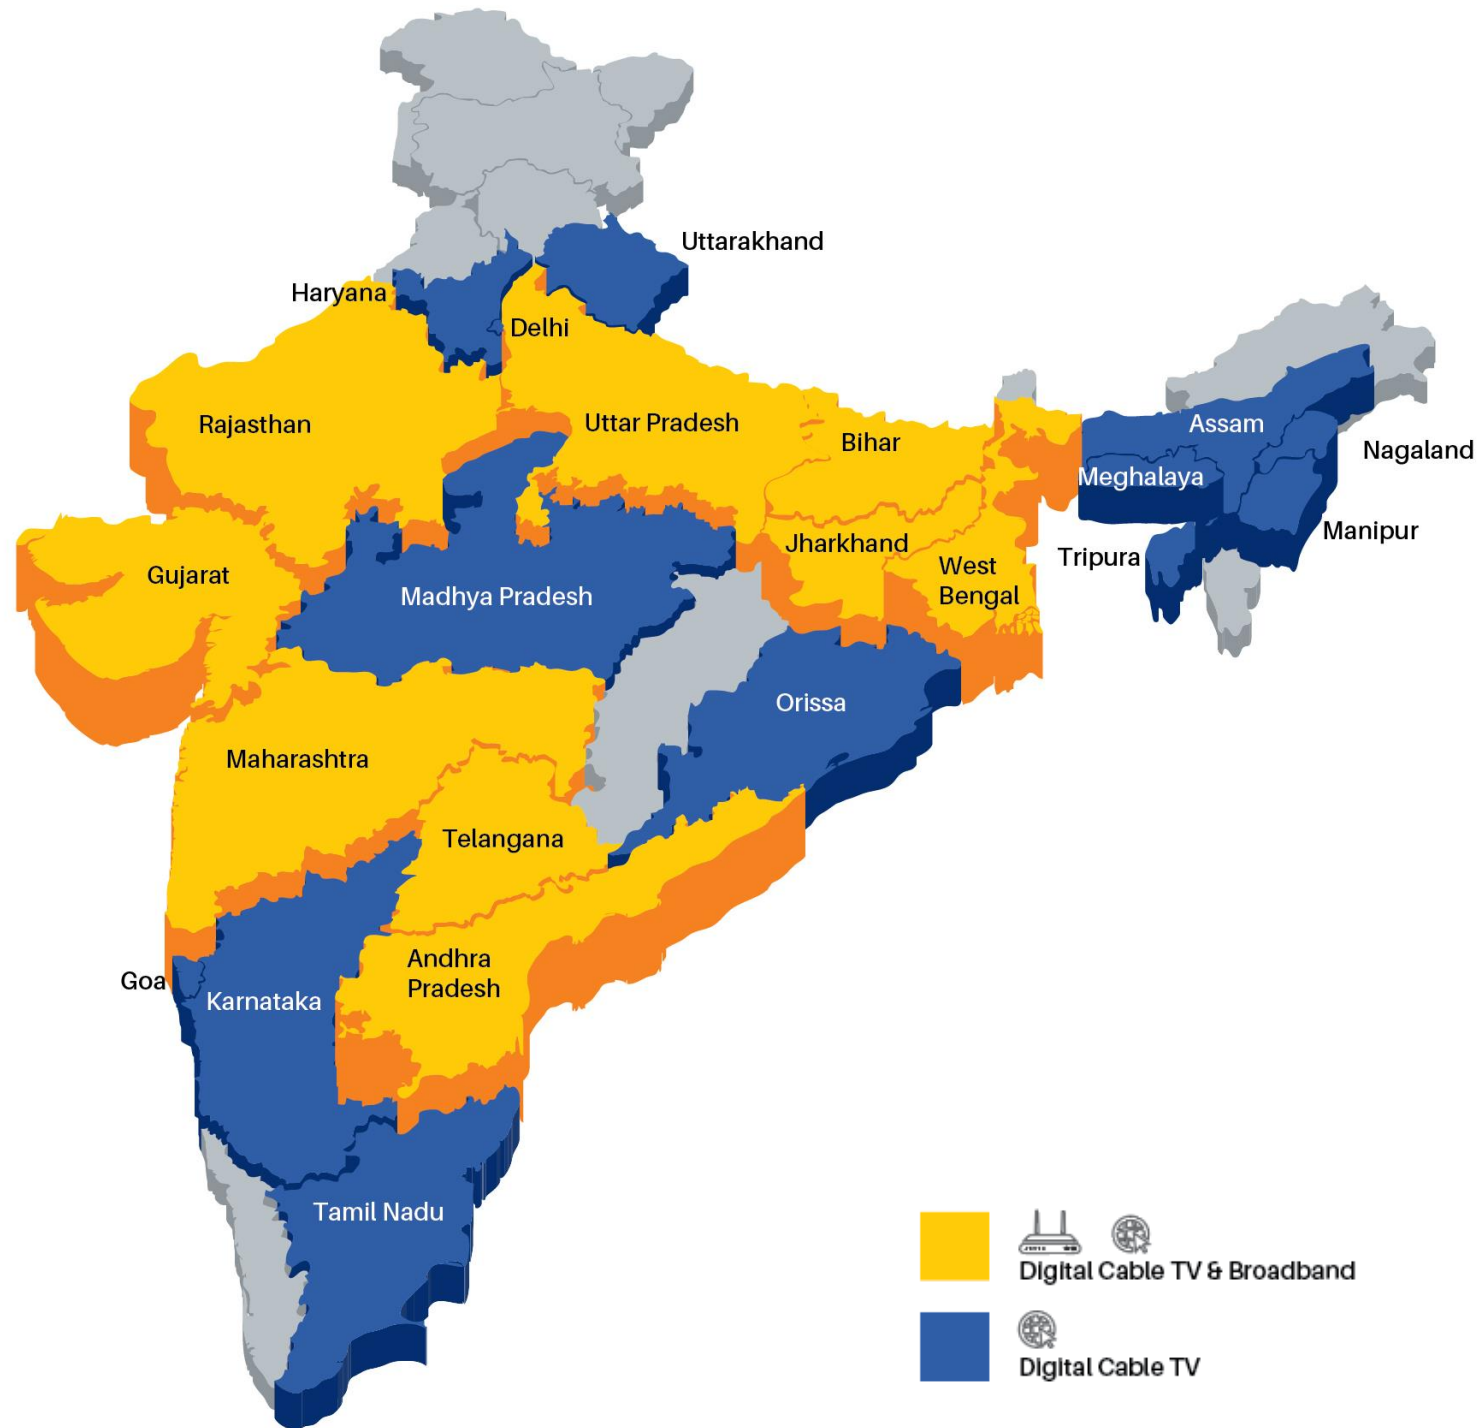 Uttarakhand
Haryana
Delhi
Rajasthan
Uttar Pradesh
Bihar
Assam
Nagaland
Meghalaya
Manipur
Jharkhand
Tripura
West
Bengal
Gujarat
Madhya Pradesh
Orissa
Maharashtra
Telangana
Andhra
Pradesh
Goa
Karnataka
Tamil Nadu
Digital Cable TV & Broadband
Digital Cable TV